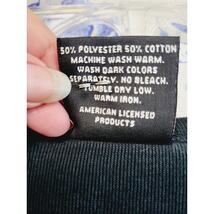 50% POLYESTER 50% COTTON
MACHINE WASH WARM.
WASH DARK COLORS
SEPARATELY. NO BLEACH.
TUMBLE DRY LOW.
WARM IRON.
AMERICAN LICENSED
PRODUCTS